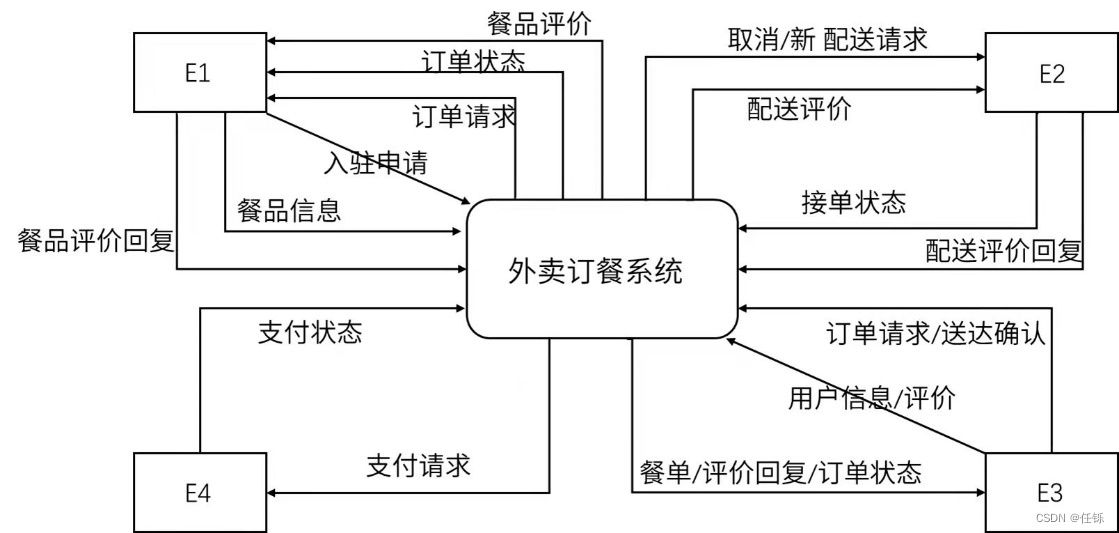 餐品评价
取消/新 配送请求
E1
订单状态
E2
订单请求
配送评价
入驻申请
餐品信息
接单状态
餐品评价回复
配送评价回复
外卖订餐系统
支付状态
订单请求/送达确认
用户信息/评价
支付请求
餐单/评价回复/订单状态
E4
E3
CSDN @任铄